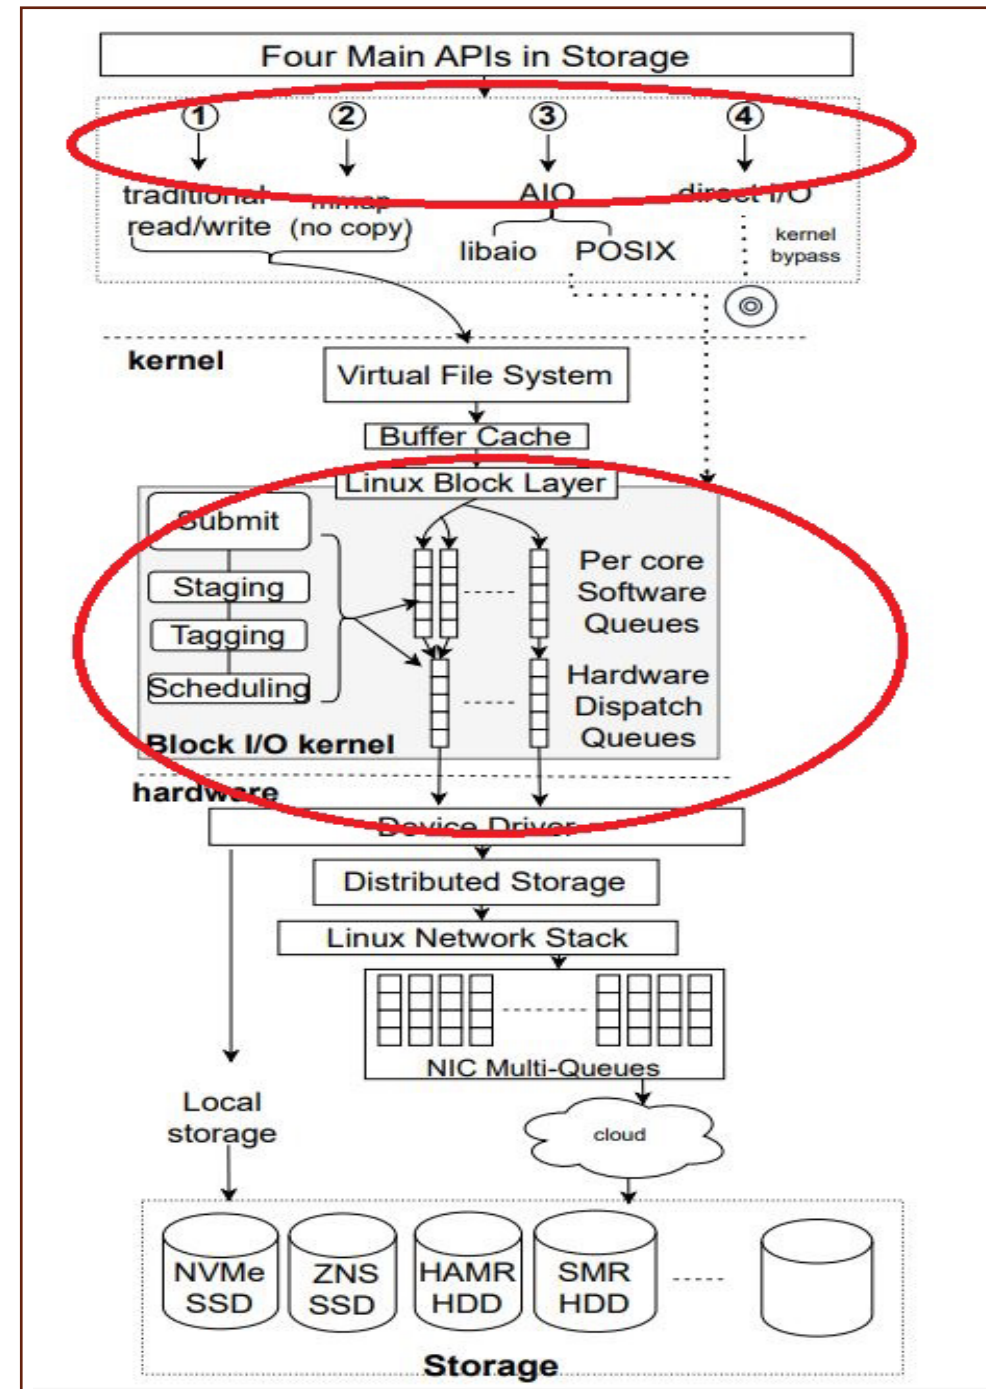 Four Main APIs in Storage
1 2 3 4
traditional mmap AIO direct I/O
read/write (no copy) libaio POSIX
kernel
bypass
kernel
Virtual File System
Buffer Cache
Linux Block Layer
Submit
Staging
Tagging
Scheduling
Per core
Software
Queues
Hardware
Dispatch
Queues
Block I/O kernel
hardware
Device Driver
Distributed Storage
Linux Network Stack
NIC Multi-Queues
Local
storage
cloud
NVMe
SSD
ZNS
SSD
HAMR
HDD
SMR
HDD
Storage